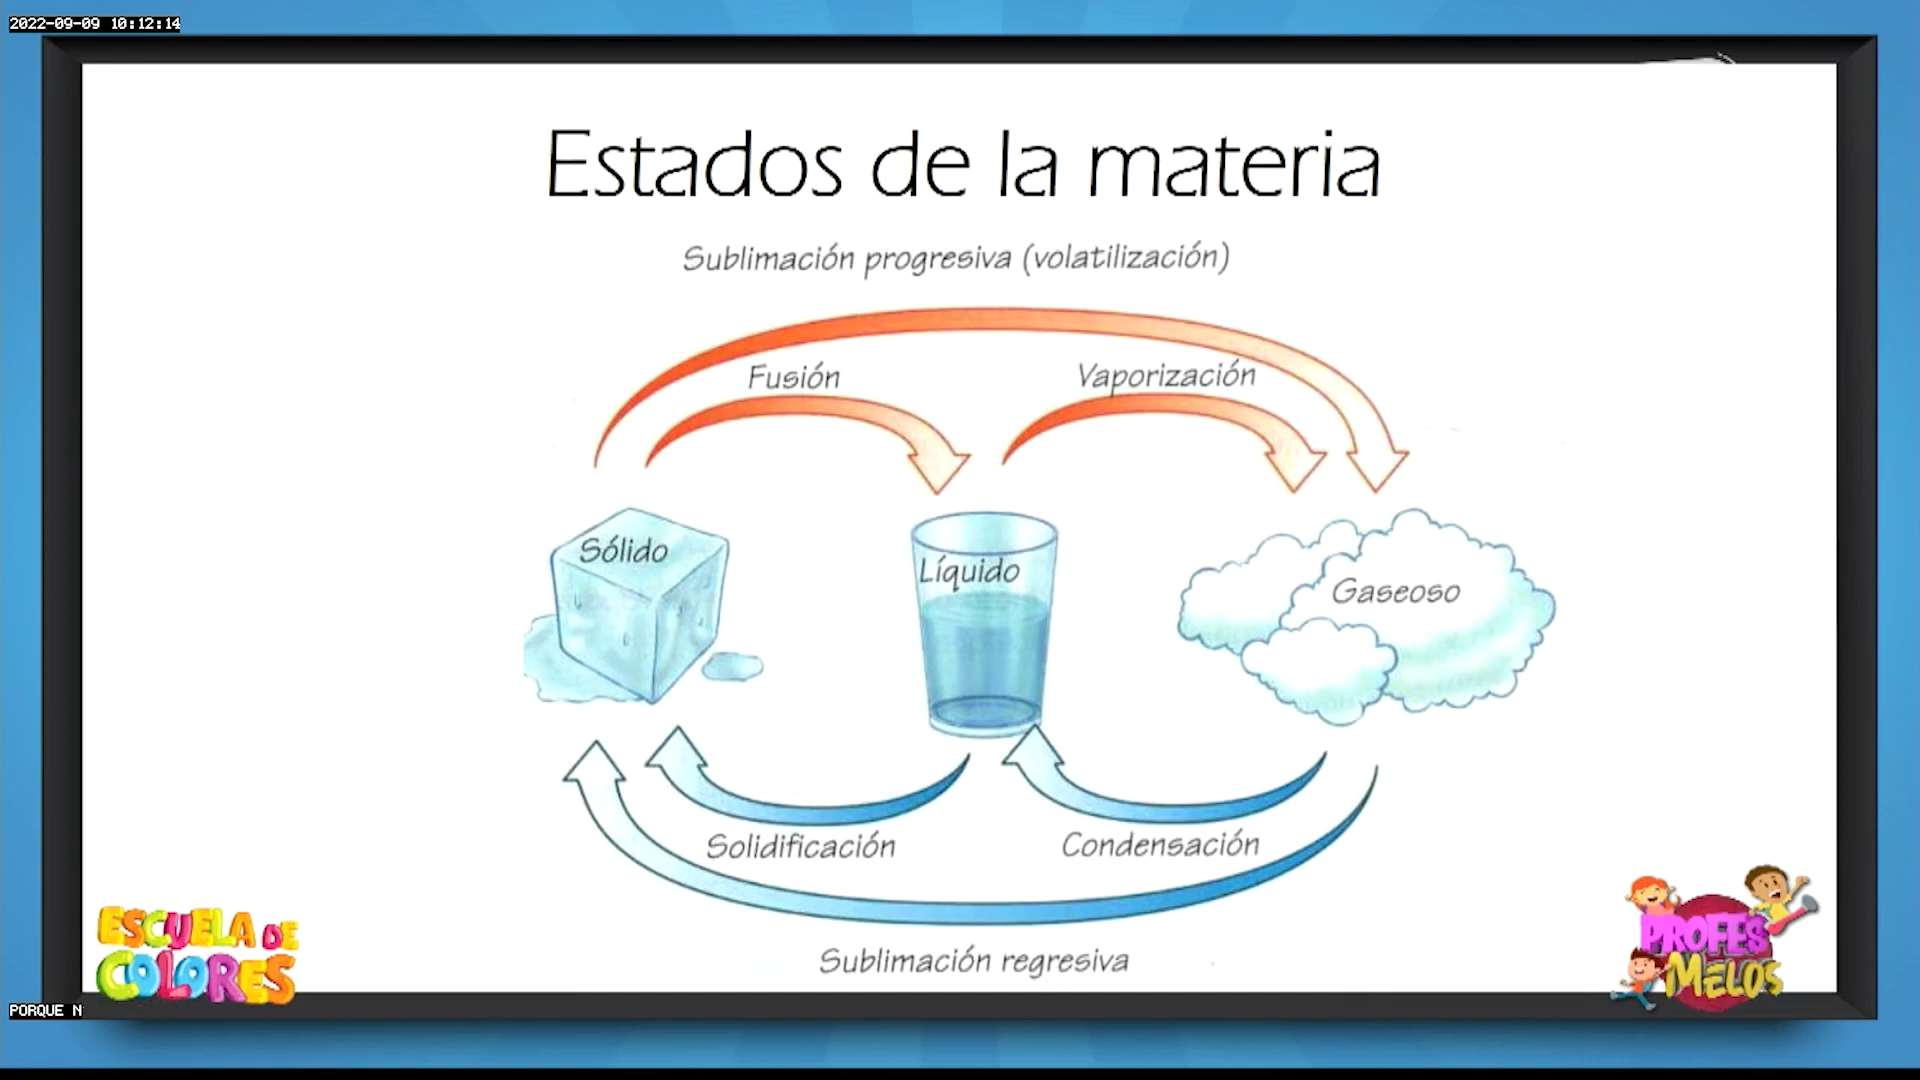 2022-09-09 10:12:14
Estados de la materia
Sublimación progresiva (volatilización)
Fusión
Vaporización
Sólido
Líquido
Gaseoso
Solidificación
Condensación
Sublimación regresiva
ESCUELA DE
COLORES
PROFES
MELOS
PORQUE N